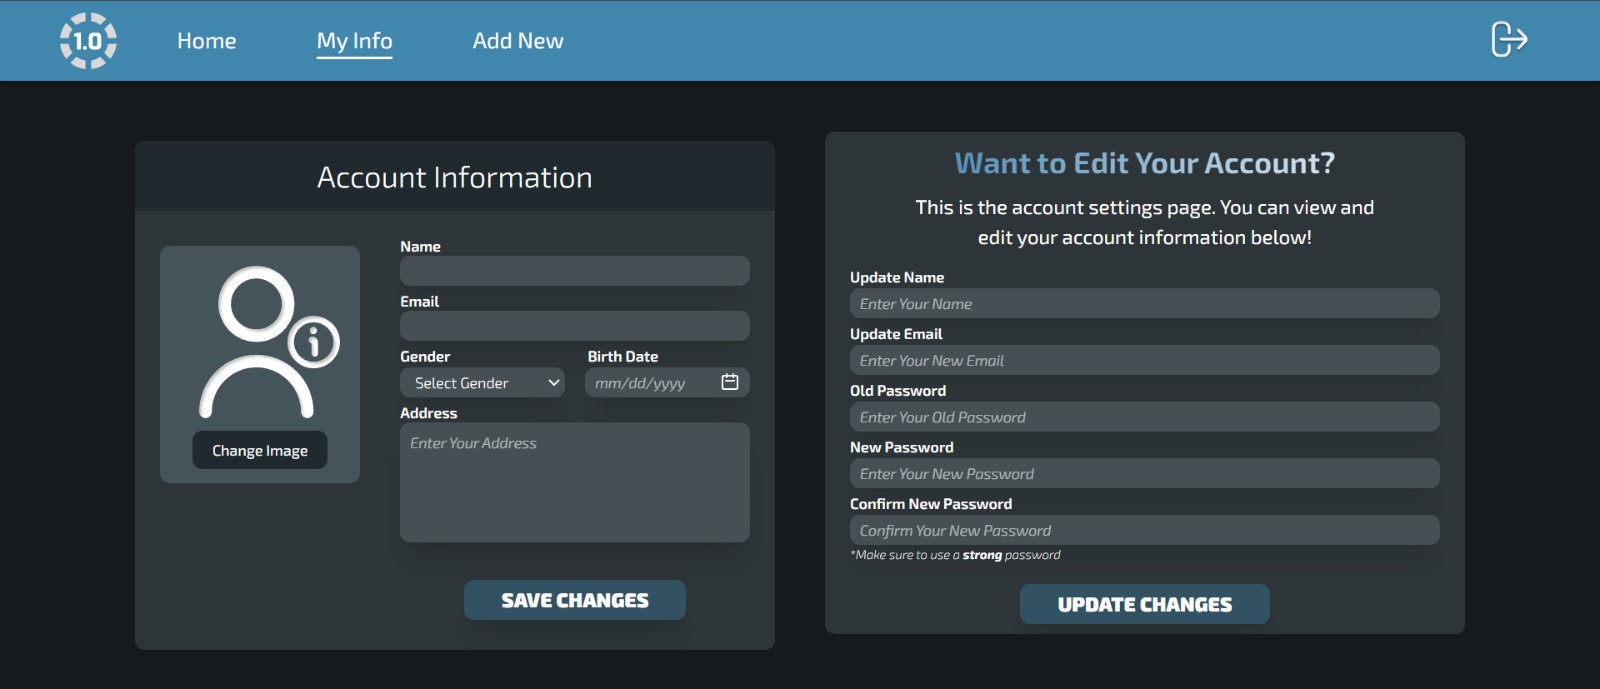 1.0
Home
My Info
Add New
Account Information
i
Change Image
Name
Email
Gender
Birth Date
Select Gender
mm/dd/yyyy
Address
Enter Your Address
SAVE CHANGES
Want to Edit Your Account?
This is the account settings page. You can view and
edit your account information below!
Update Name
Enter Your Name
Update Email
Enter Your New Email
Old Password
Enter Your Old Password
New Password
Enter Your New Password
Confirm New Password
Confirm Your New Password
*Make sure to use a strong password
UPDATE CHANGES